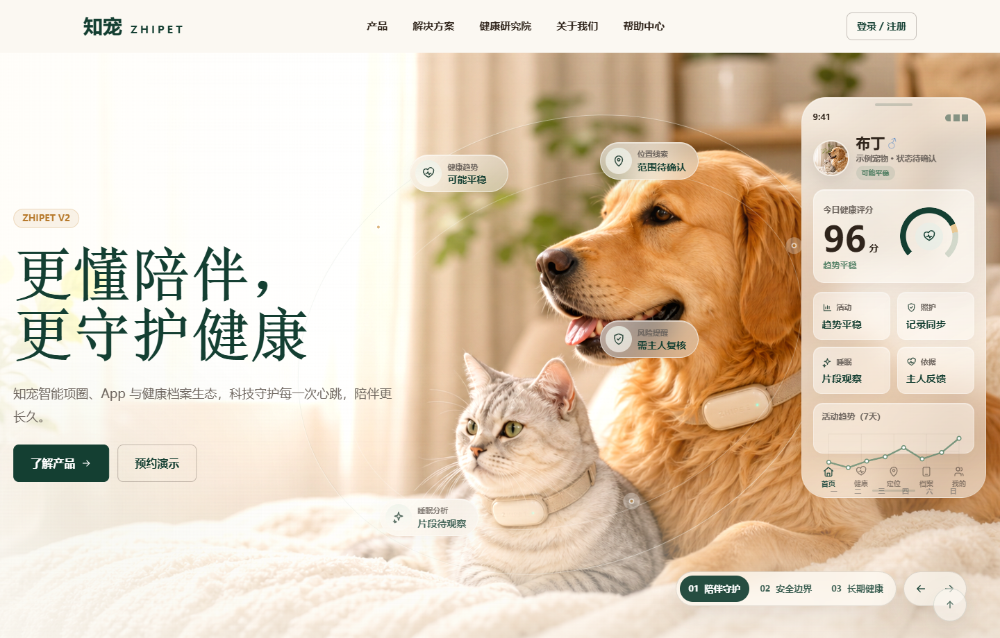 知宠 ZHIPET
产品
解决方案
健康研究院
关于我们
帮助中心
登录 / 注册
ZHIPET V2
更懂陪伴，
更守护健康
知宠智能项圈、App 与健康档案生态，科技守护每一次心跳，陪伴更
长久。
了解产品 →
预约演示
健康趋势
可能平稳
位置线索
范围待确认
风险提醒
需主人复核
睡眠分析
片段待观察
9:41
布丁♂
示例宠物 • 状态待确认
可能平稳
今日健康评分
96 分
趋势平稳
活动
趋势平稳
照护
记录同步
睡眠
片段观察
依据
主人反馈
活动趋势（7天）
首页
健康
定位
档案
我的
一 二 三 四 六 日
01 陪伴守护
02 安全边界
03 长期健康